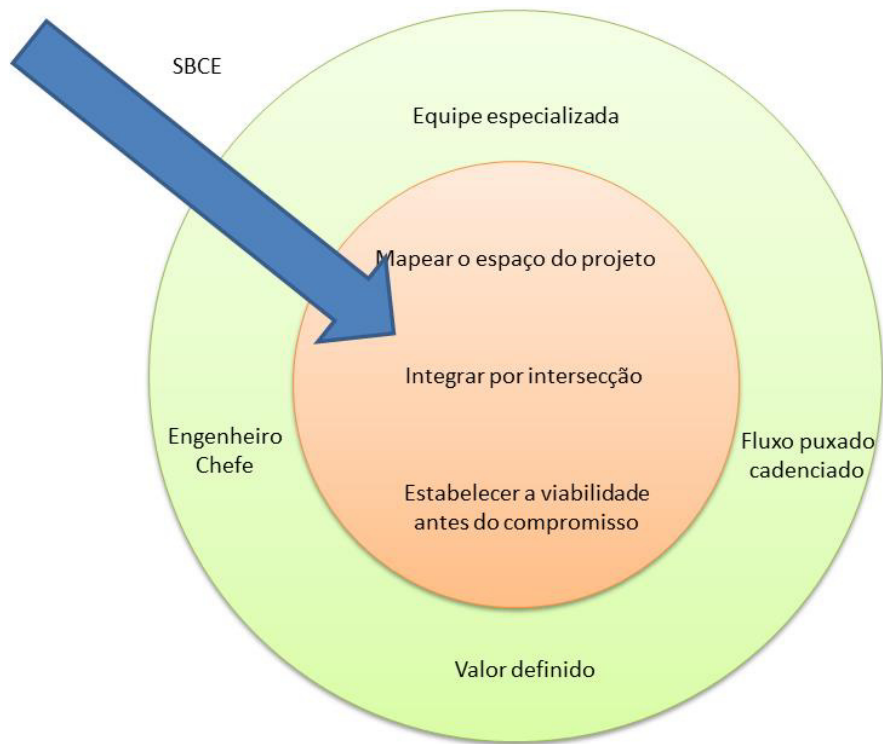 SBCE
Equipe especializada
Mapear o espaço do projeto
Integrar por intersecção
Engenheiro
Chefe
Fluxo puxado
cadenciado
Estabelecer a viabilidade
antes do compromisso
Valor definido